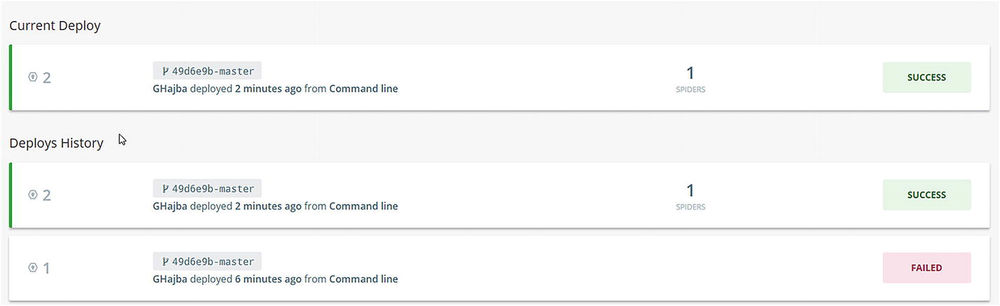 Current Deploy
2
49d6e9b-master
GHajba deployed 2 minutes ago from Command line
1
SPIDERS
SUCCESS
Deploys History
2
49d6e9b-master
GHajba deployed 2 minutes ago from Command line
1
SPIDERS
SUCCESS
1
49d6e9b-master
GHajba deployed 6 minutes ago from Command line
FAILED